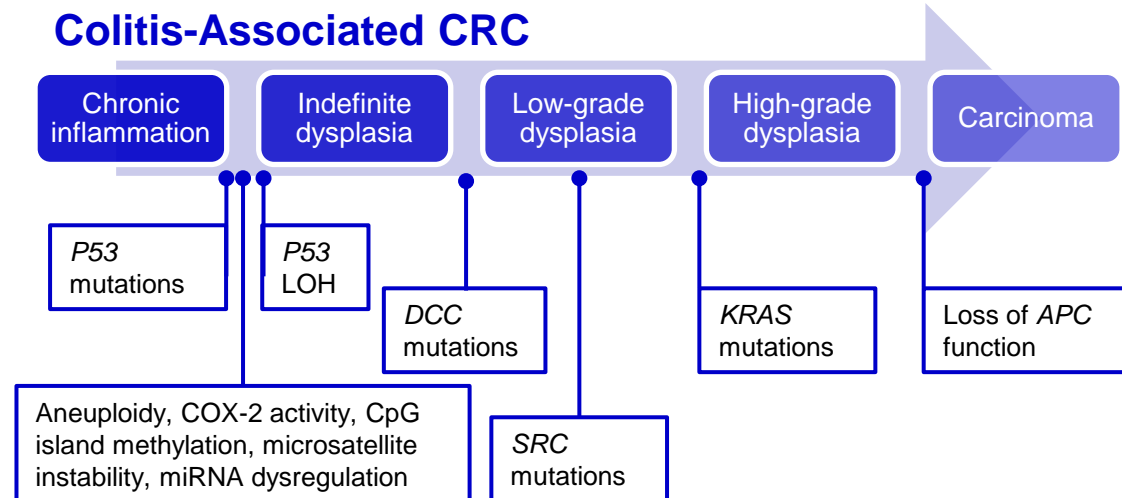 Colitis-Associated CRC
Chronic
inflammation
Indefinite
dysplasia
Low-grade
dysplasia
High-grade
dysplasia
Carcinoma
P53
mutations
P53
LOH
DCC
mutations
KRAS
mutations
Loss of APC
function
Aneuploidy, COX-2 activity, CpG
island methylation, microsatellite
instability, miRNA dysregulation
SRC
mutations